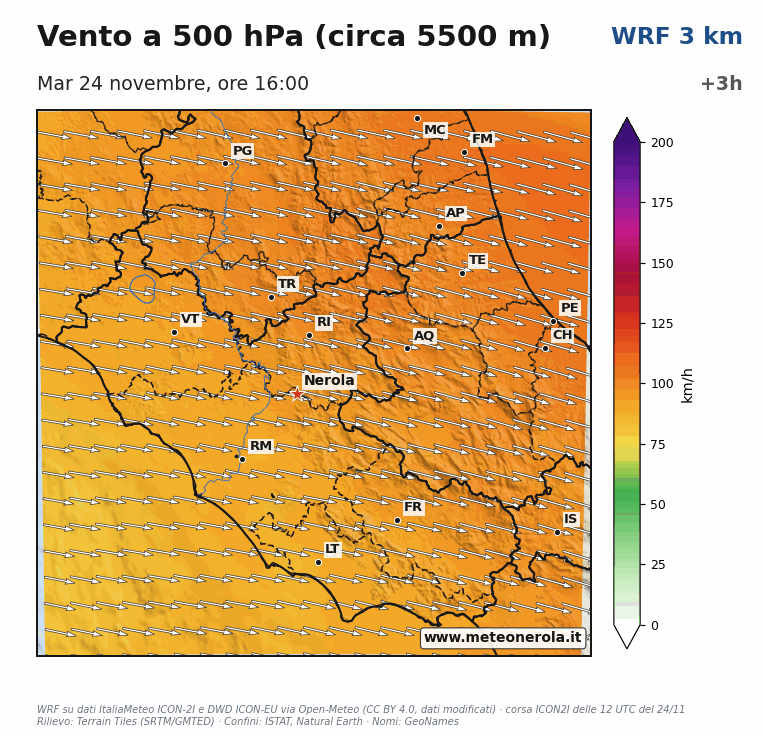 Vento a 500 hPa (circa 5500 m)
WRF 3 km
Mar 24 novembre, ore 16:00
+3h
MC
FM
PG
AP
TE
TR
PE
VT
RI
AQ
CH
Nerola
RM
FR
IS
LT
www.meteonerola.it
200
175
150
125
100
75
50
25
0
km/h
WRF su dati ItaliaMeteo ICON-2I e DWD ICON-EU via Open-Meteo (CC BY 4.0, dati modificati) · corsa ICON2I delle 12 UTC del 24/11
Rilievo: Terrain Tiles (SRTM/GMTED) · Confini: ISTAT, Natural Earth · Nomi: GeoNames